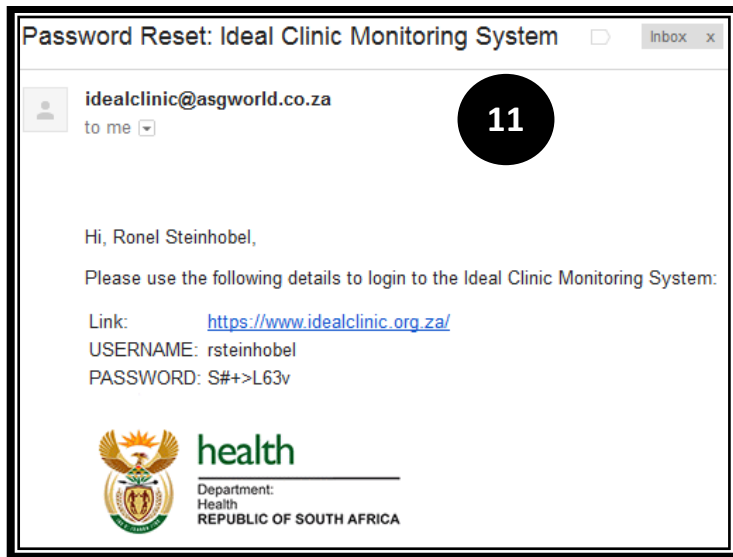 Password Reset: Ideal Clinic Monitoring System
Inbox x
idealclinic@asgworld.co.za
to me
11
Hi, Ronel Steinhobel,
Please use the following details to login to the Ideal Clinic Monitoring System:
Link: https://www.idealclinic.org.za/
USERNAME: rsteinhobel
PASSWORD: S#+>L63v
health
Department:
Health
REPUBLIC OF SOUTH AFRICA